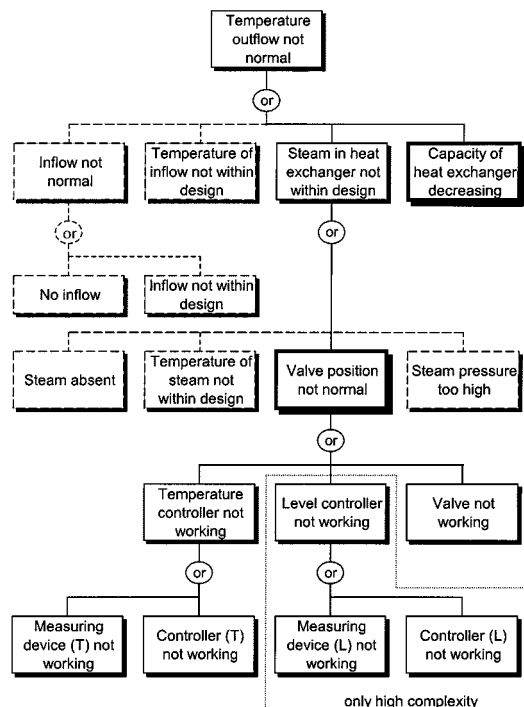 Temperature
outflow not
normal
or
Inflow not
normal
Temperature of
inflow not within
design
Steam in heat
exchanger not
within design
Capacity of
heat exchanger
decreasing
or
or
No inflow
Inflow not within
design
Steam absent
Temperature of
steam not
within design
Valve position
not normal
Steam pressure
too high
or
Temperature
controller not
working
Level controller
not working
Valve not
working
or
or
Measuring
device (T) not
working
Controller (T)
not working
Measuring
device (L) not
working
Controller (L)
not working
only high complexity